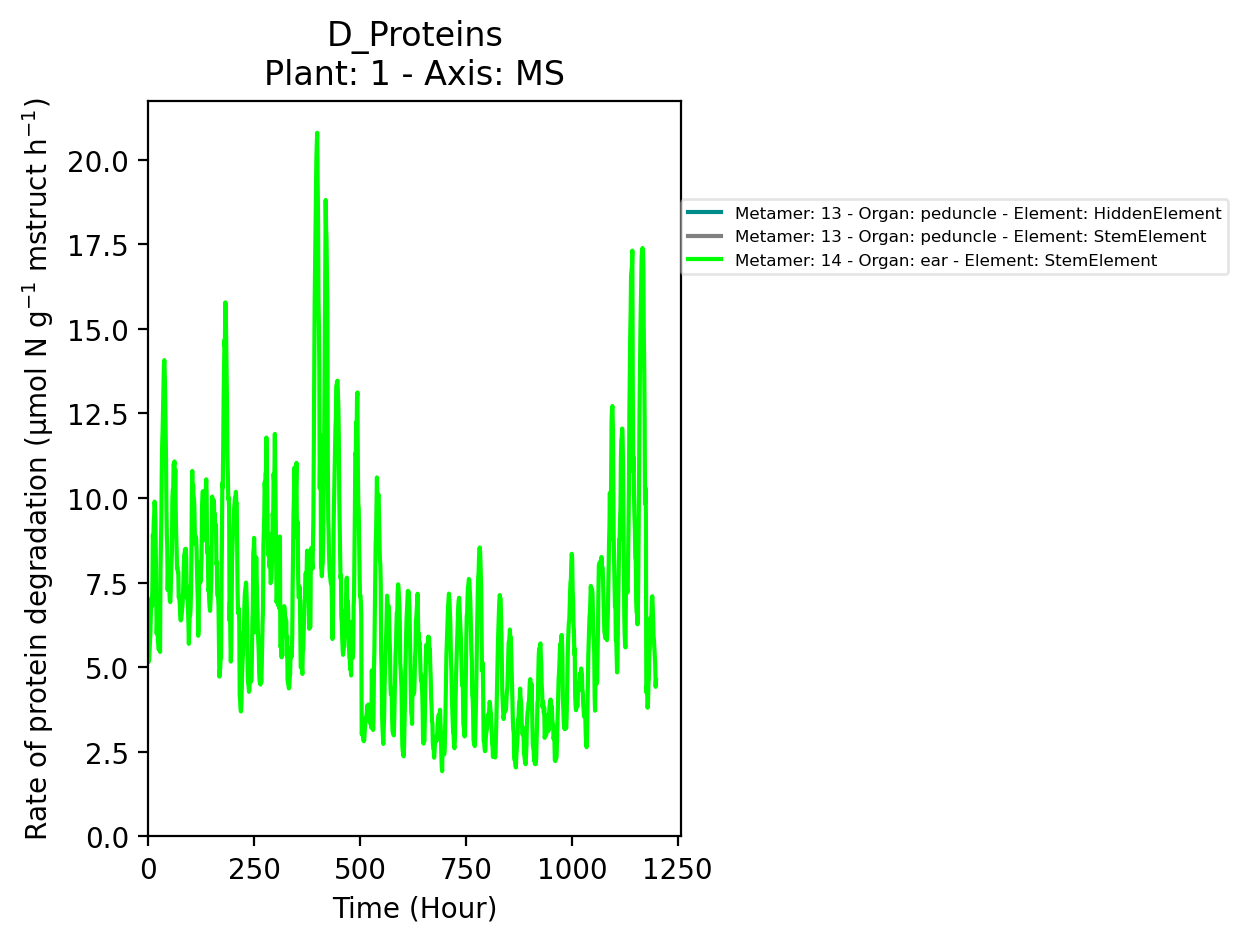 D_Proteins
Plant: 1 - Axis: MS
Rate of protein degradation (µmol N g⁻¹ mstruct h⁻¹)
20.0
17.5
15.0
12.5
10.0
7.5
5.0
2.5
0.0
Metamer: 13 - Organ: peduncle - Element: HiddenElement
Metamer: 13 - Organ: peduncle - Element: StemElement
Metamer: 14 - Organ: ear - Element: StemElement
0 250 500 750 1000 1250
Time (Hour)